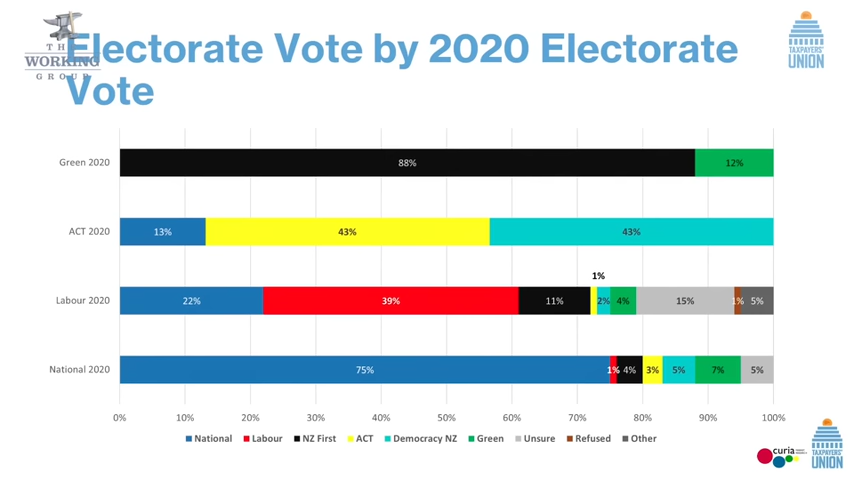 THE
WORKING
GROUP
Electorate Vote by 2020 Electorate
Vote
TAXPAYERS'
UNION
Green 2020
88%
12%
ACT 2020
13%
43%
43%
1%
Labour 2020
22%
39%
11%
2%
4%
15%
1%
5%
National 2020
75%
1%
4%
3%
5%
7%
5%
0%
10%
20%
30%
40%
50%
60%
70%
80%
90%
100%
National
Labour
NZ First
ACT
Democracy NZ
Green
Unsure
Refused
Other
curia
TAXPAYERS'
UNION